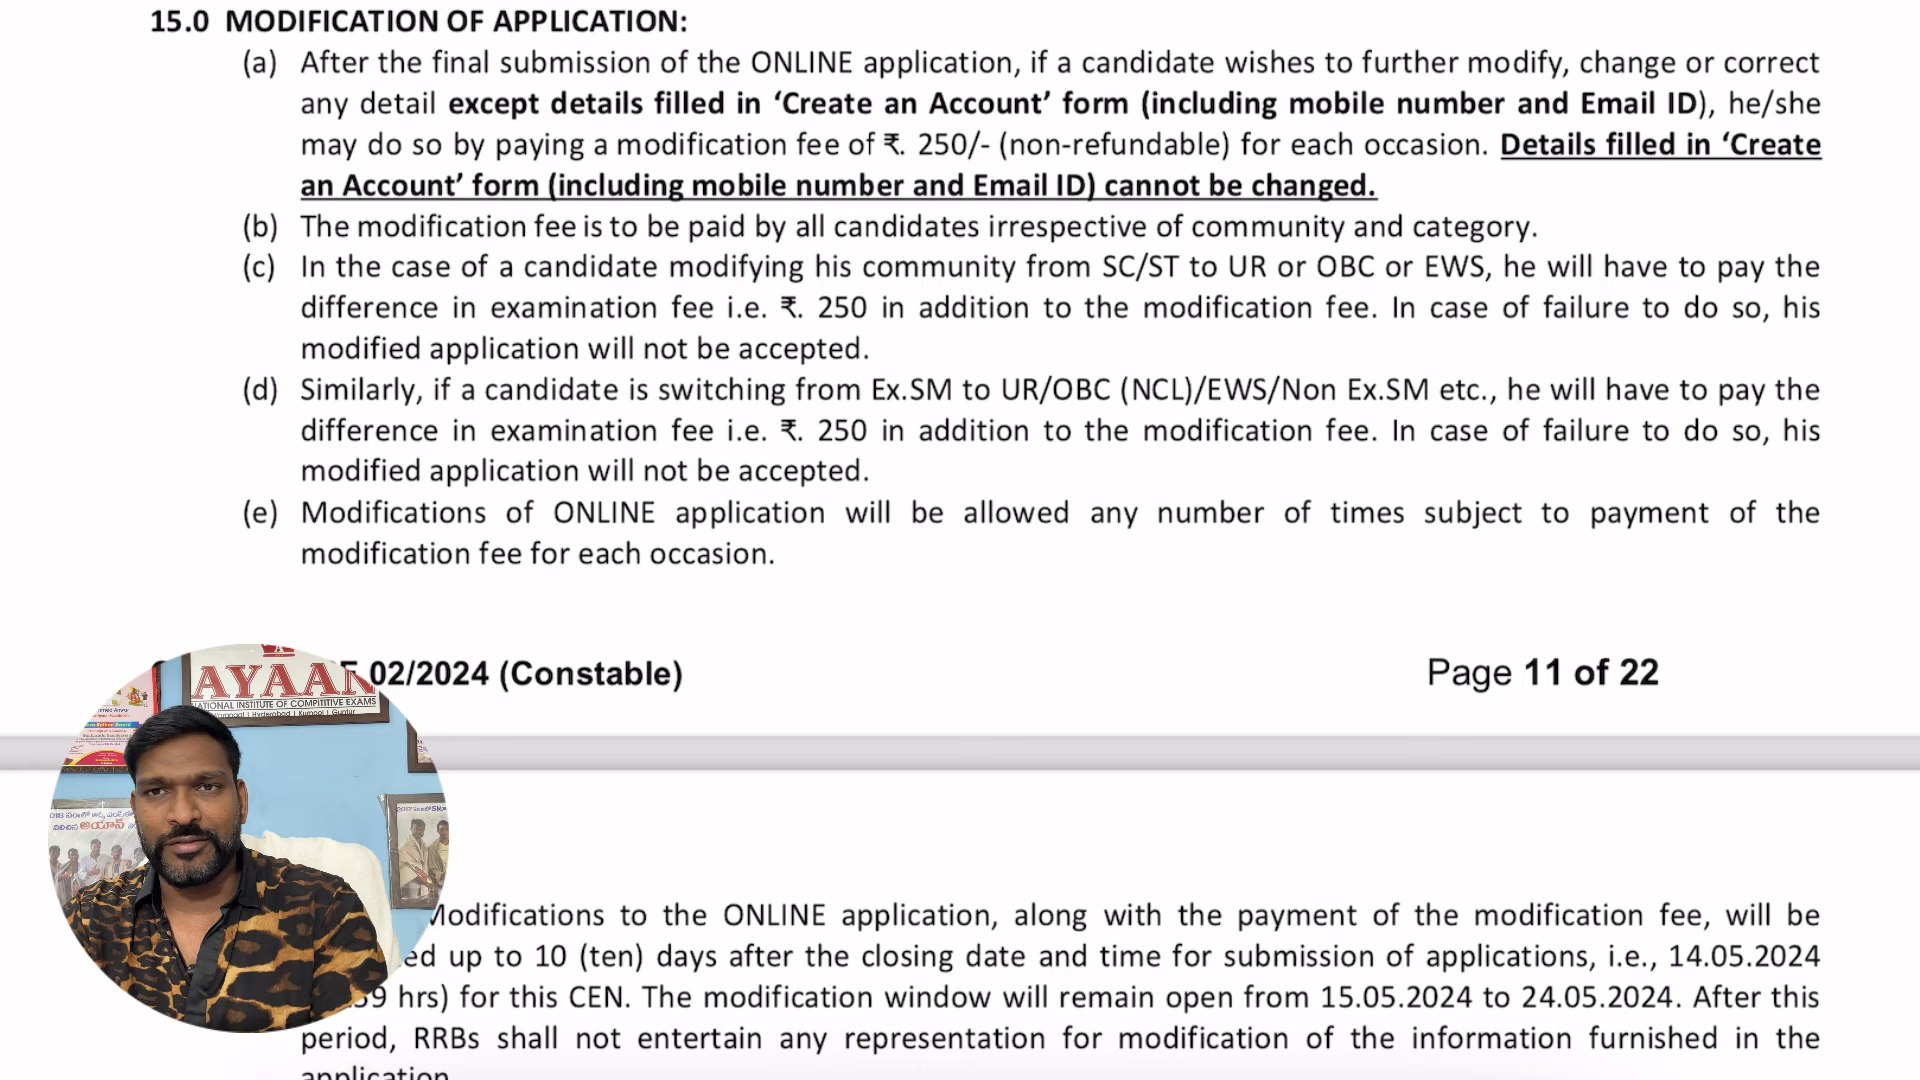 15.0 MODIFICATION OF APPLICATION:
(a) After the final submission of the ONLINE application, if a candidate wishes to further modify, change or correct
any detail except details filled in ‘Create an Account’ form (including mobile number and Email ID), he/she
may do so by paying a modification fee of ₹. 250/- (non-refundable) for each occasion. Details filled in ‘Create
an Account’ form (including mobile number and Email ID) cannot be changed.
(b) The modification fee is to be paid by all candidates irrespective of community and category.
(c) In the case of a candidate modifying his community from SC/ST to UR or OBC or EWS, he will have to pay the
difference in examination fee i.e. ₹. 250 in addition to the modification fee. In case of failure to do so, his
modified application will not be accepted.
(d) Similarly, if a candidate is switching from Ex.SM to UR/OBC (NCL)/EWS/Non Ex.SM etc., he will have to pay the
difference in examination fee i.e. ₹. 250 in addition to the modification fee. In case of failure to do so, his
modified application will not be accepted.
(e) Modifications of ONLINE application will be allowed any number of times subject to payment of the
modification fee for each occasion.
02/2024 (Constable)
Page 11 of 22
AYAAN
NATIONAL INSTITUTE OF COMPITITIVE EXAMS
Hyderabad | Kurnool | Guntur
అయాన్
Modifications to the ONLINE application, along with the payment of the modification fee, will be
up to 10 (ten) days after the closing date and time for submission of applications, i.e., 14.05.2024
hrs) for this CEN. The modification window will remain open from 15.05.2024 to 24.05.2024. After this
period, RRBs shall not entertain any representation for modification of the information furnished in the
application.